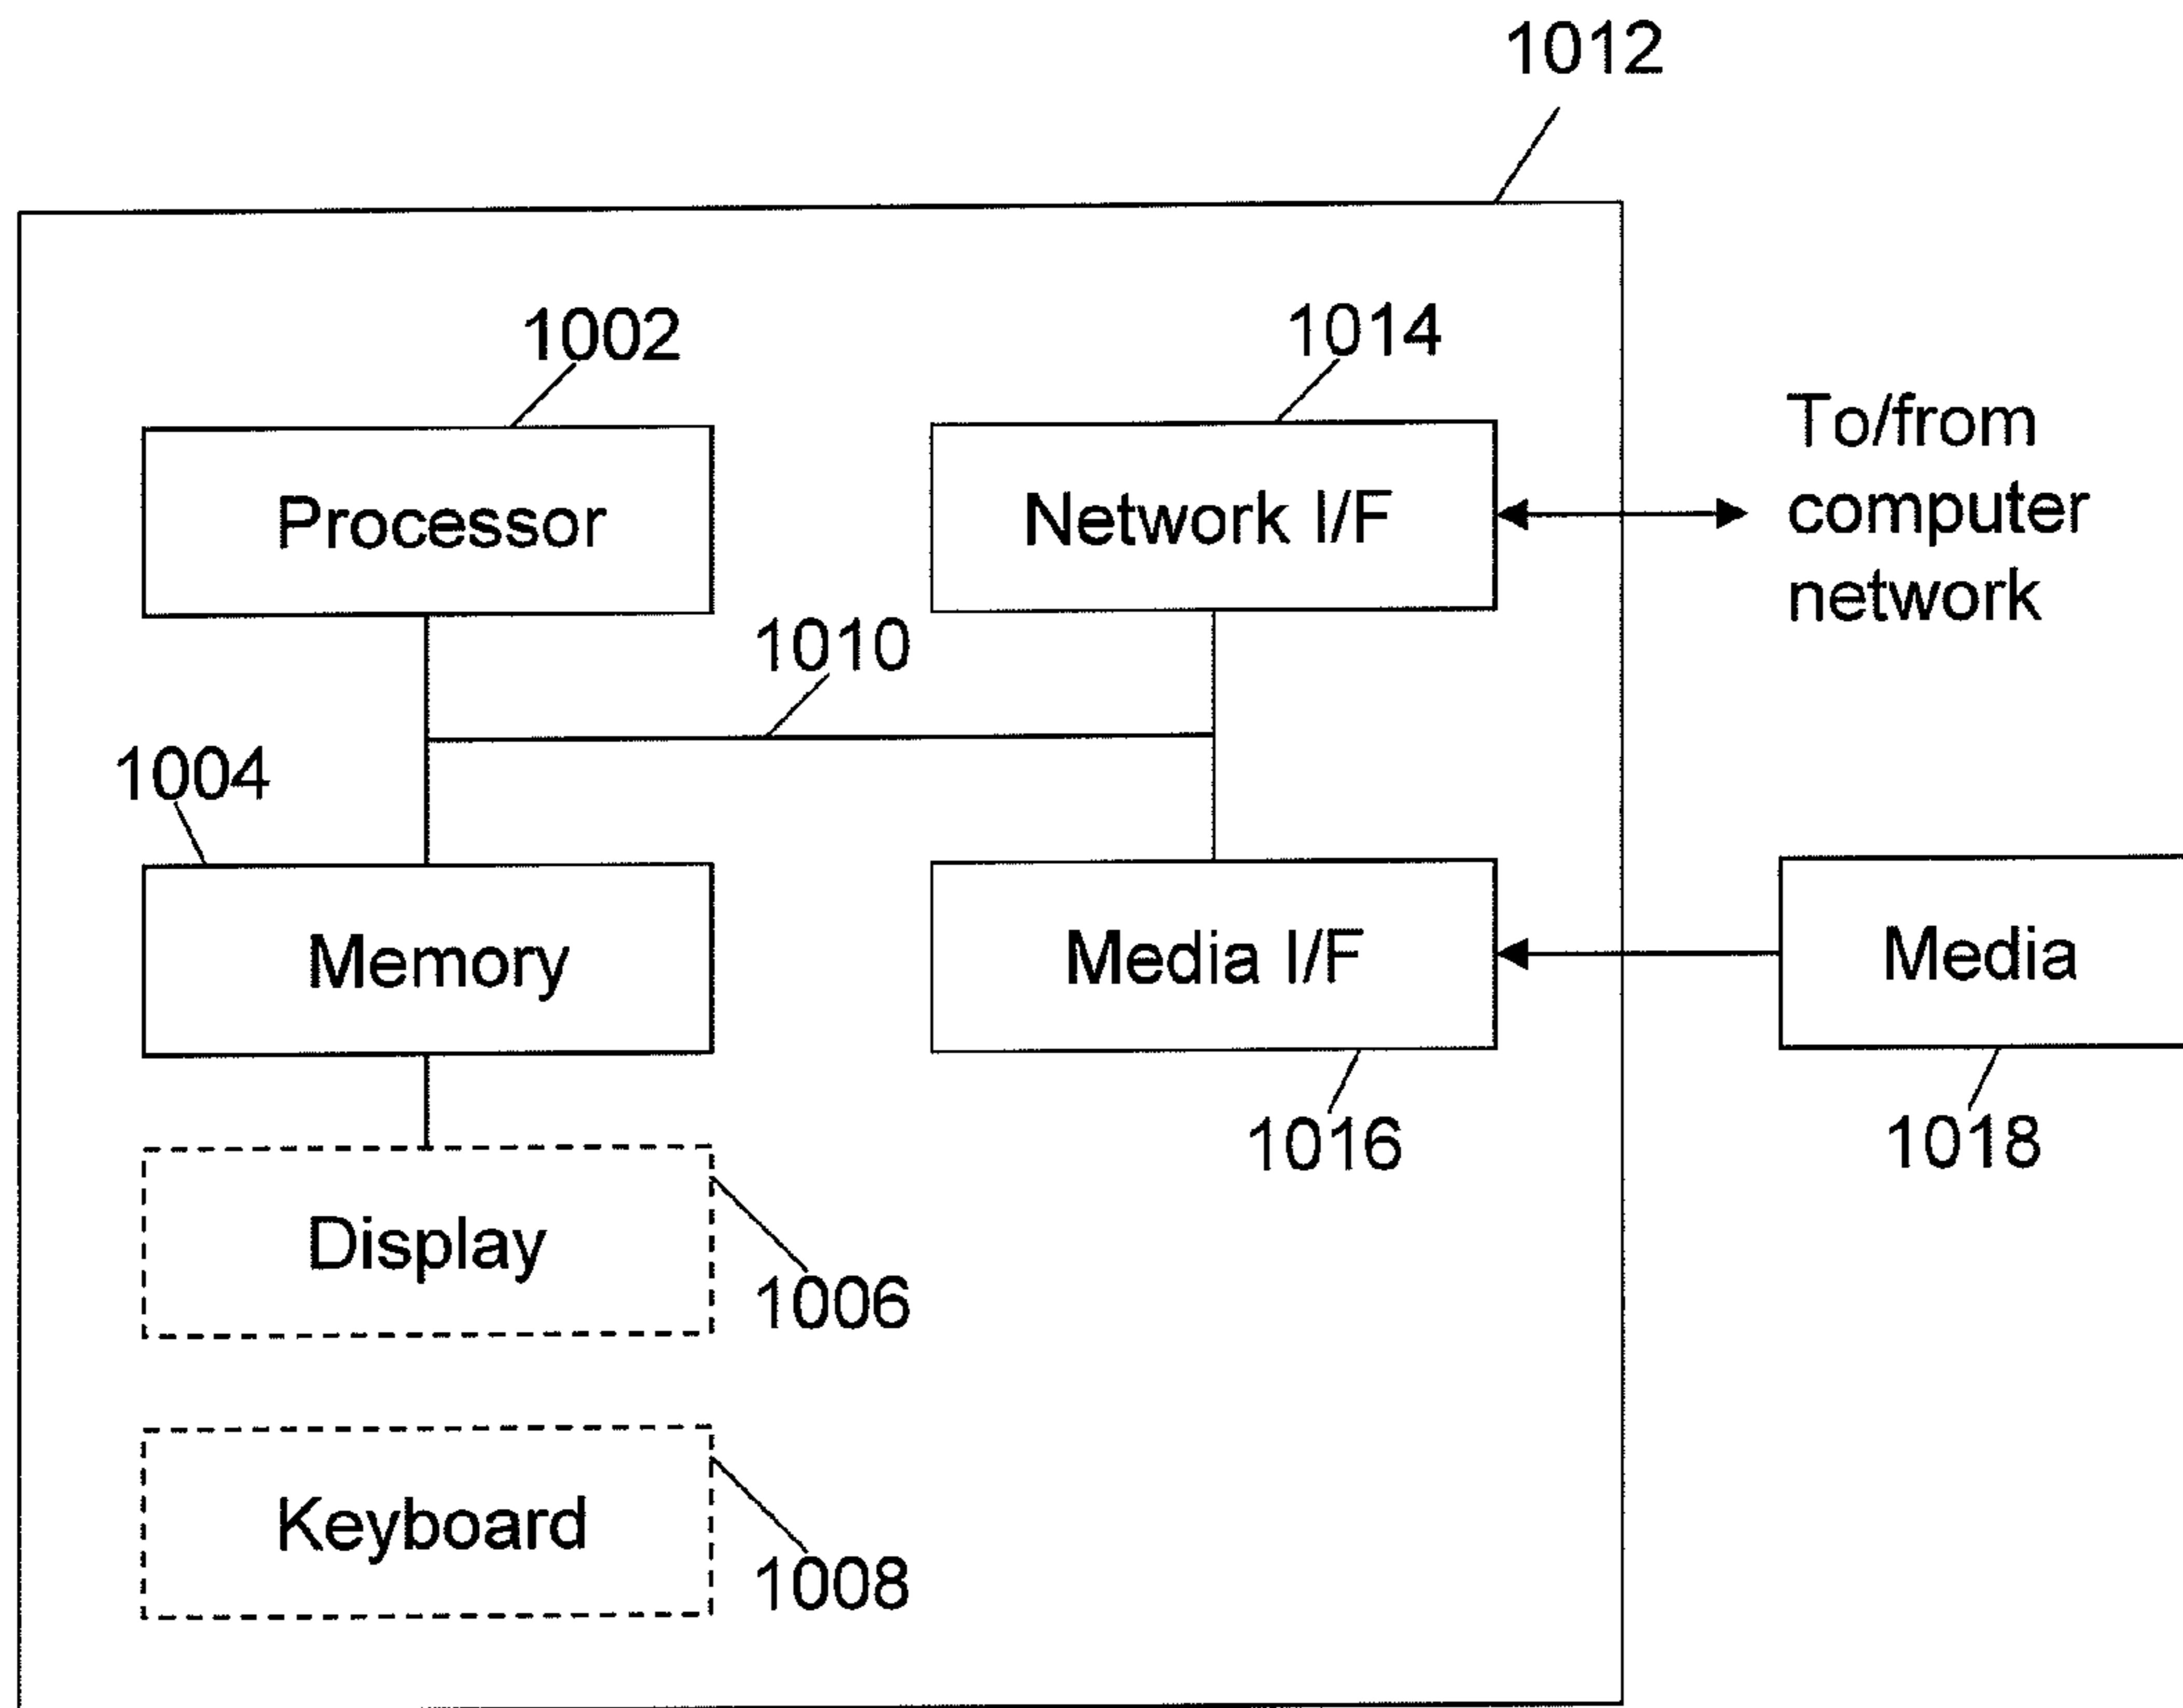 1012
1002
1014
Processor
Network I/F
To/from
computer
network
1010
1004
Memory
Media I/F
Media
1016
1018
Display
1006
Keyboard
1008